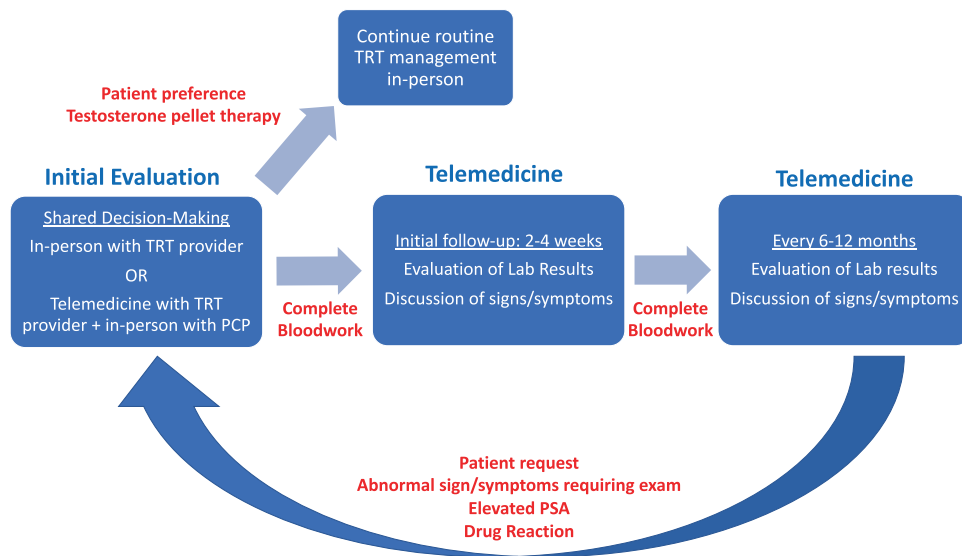 Continue routine
TRT management
in-person
Patient preference
Testosterone pellet therapy
Initial Evaluation
Shared Decision-Making
In-person with TRT provider
OR
Telemedicine with TRT
provider + in-person with PCP
Complete
Bloodwork
Telemedicine
Initial follow-up: 2-4 weeks
Evaluation of Lab Results
Discussion of signs/symptoms
Complete
Bloodwork
Telemedicine
Every 6-12 months
Evaluation of Lab results
Discussion of signs/symptoms
Patient request
Abnormal sign/symptoms requiring exam
Elevated PSA
Drug Reaction